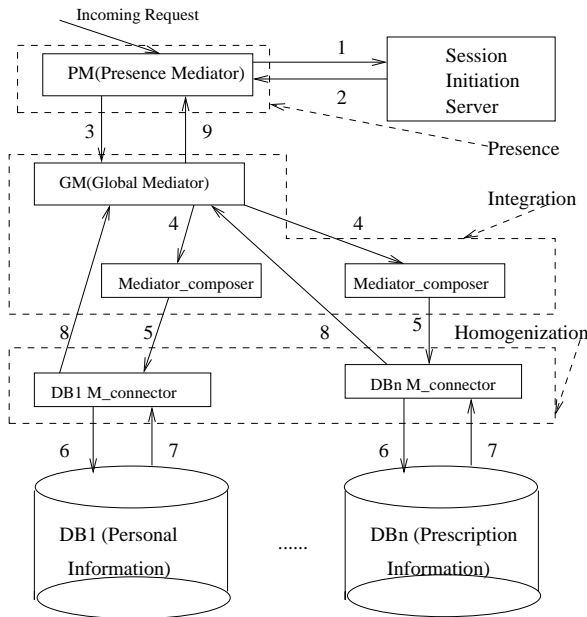 Incoming Request
PM(Presence Mediator)
1
2
Session
Initiation
Server
3
9
Presence
GM(Global Mediator)
Integration
4
4
Mediator_composer
Mediator_composer
8
5
8
5
Homogenization
DB1 M_connector
DBn M_connector
6
7
6
7
DB1 (Personal
Information)
......
DBn (Prescription
Information)